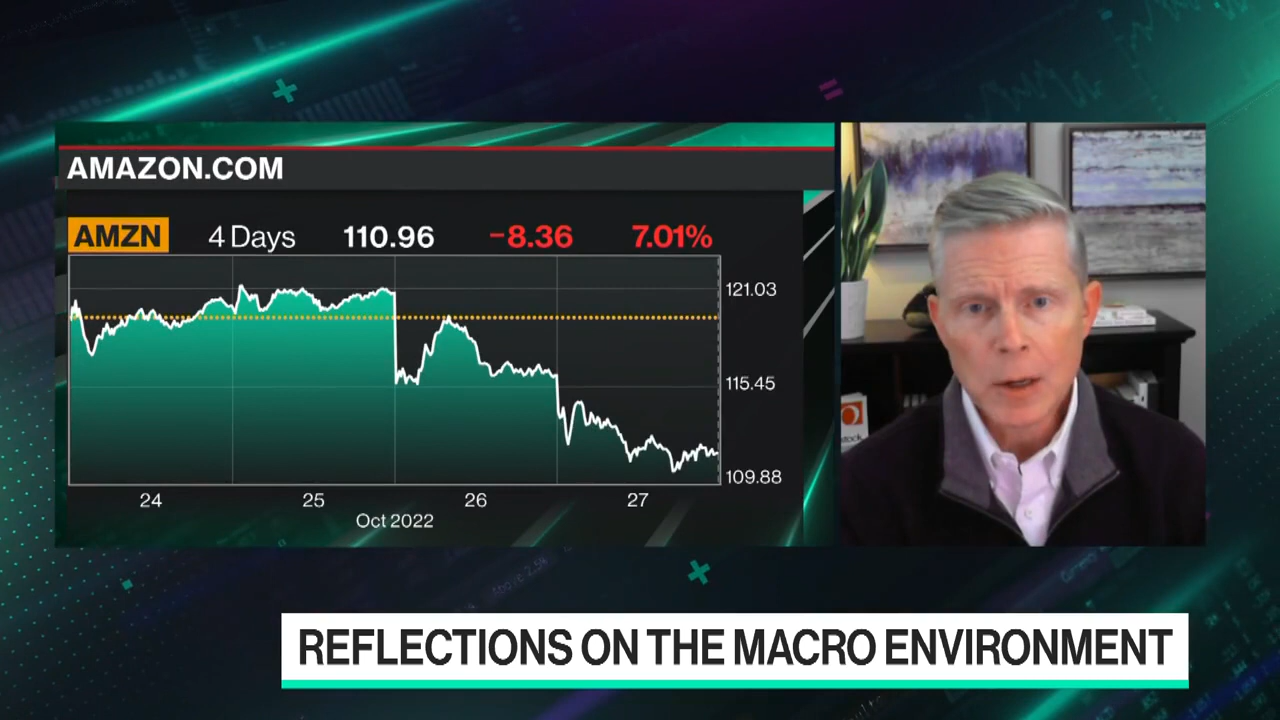 AMAZON.COM
AMZN 4 Days 110.96 -8.36 7.01%
121.03
115.45
109.88
24 25 26 27
Oct 2022
stock
REFLECTIONS ON THE MACRO ENVIRONMENT